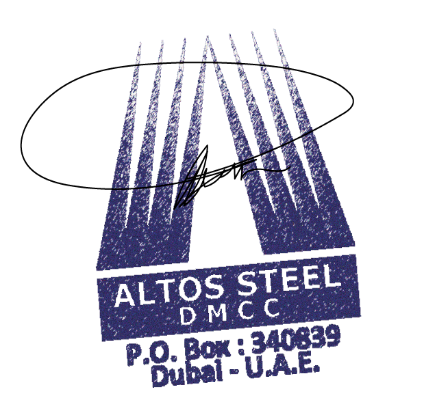 ALTOS STEEL
DMCC
P.O. Box : 340839
Dubai - U.A.E.